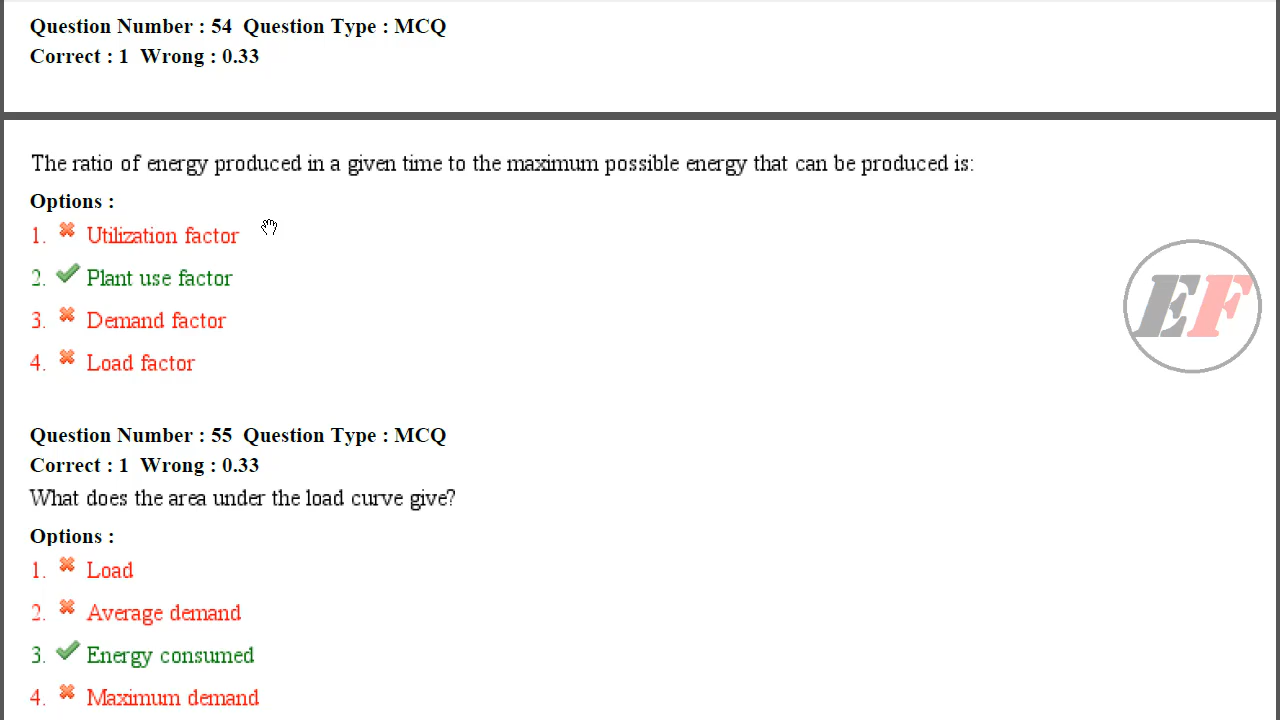 Question Number : 54 Question Type : MCQ
Correct : 1 Wrong : 0.33
The ratio of energy produced in a given time to the maximum possible energy that can be produced is:
Options :
1. Utilization factor
2. Plant use factor
3. Demand factor
4. Load factor
EF
Question Number : 55 Question Type : MCQ
Correct : 1 Wrong : 0.33
What does the area under the load curve give?
Options :
1. Load
2. Average demand
3. Energy consumed
4. Maximum demand